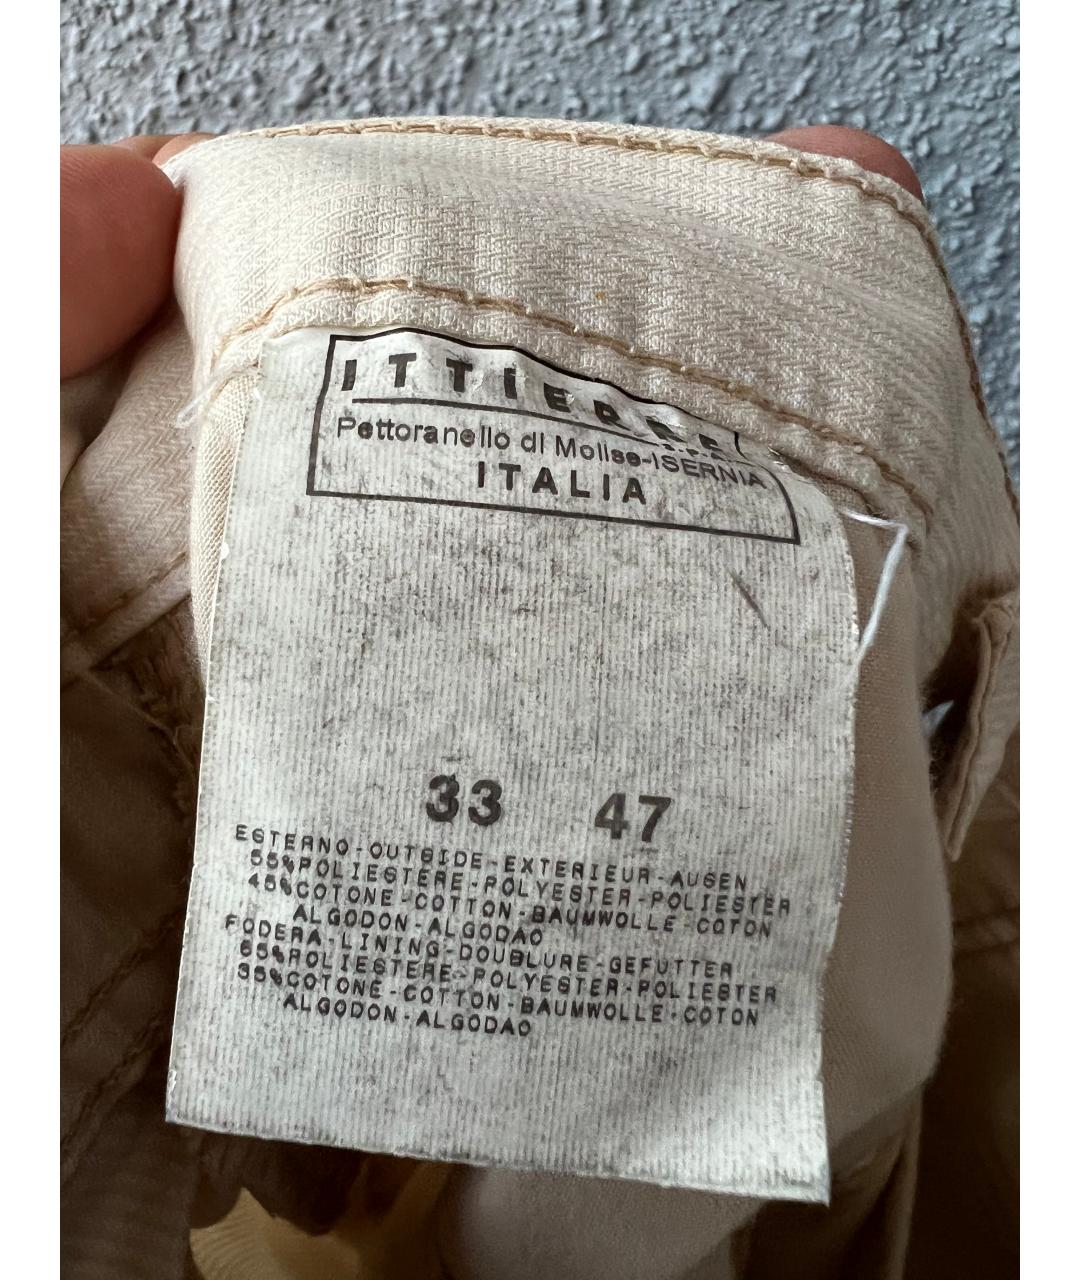 ITTIERRE
S.P.A.
Pettoranello di Molise-ISERNIA
ITALIA
33 47
ESTERNO-OUTSIDE-EXTERIEUR-AUSEN
55%POLIESTERE-POLYESTER-POLIESTER
45%COTONE-COTTON-BAUMWOLLE-COTON
ALGODON-ALGODAO
FODERA-LINING-DOUBLURE-GEFUTTER
65%POLIESTERE-POLYESTER-POLIESTER
35%COTONE-COTTON-BAUMWOLLE-COTON
ALGODON-ALGODAO